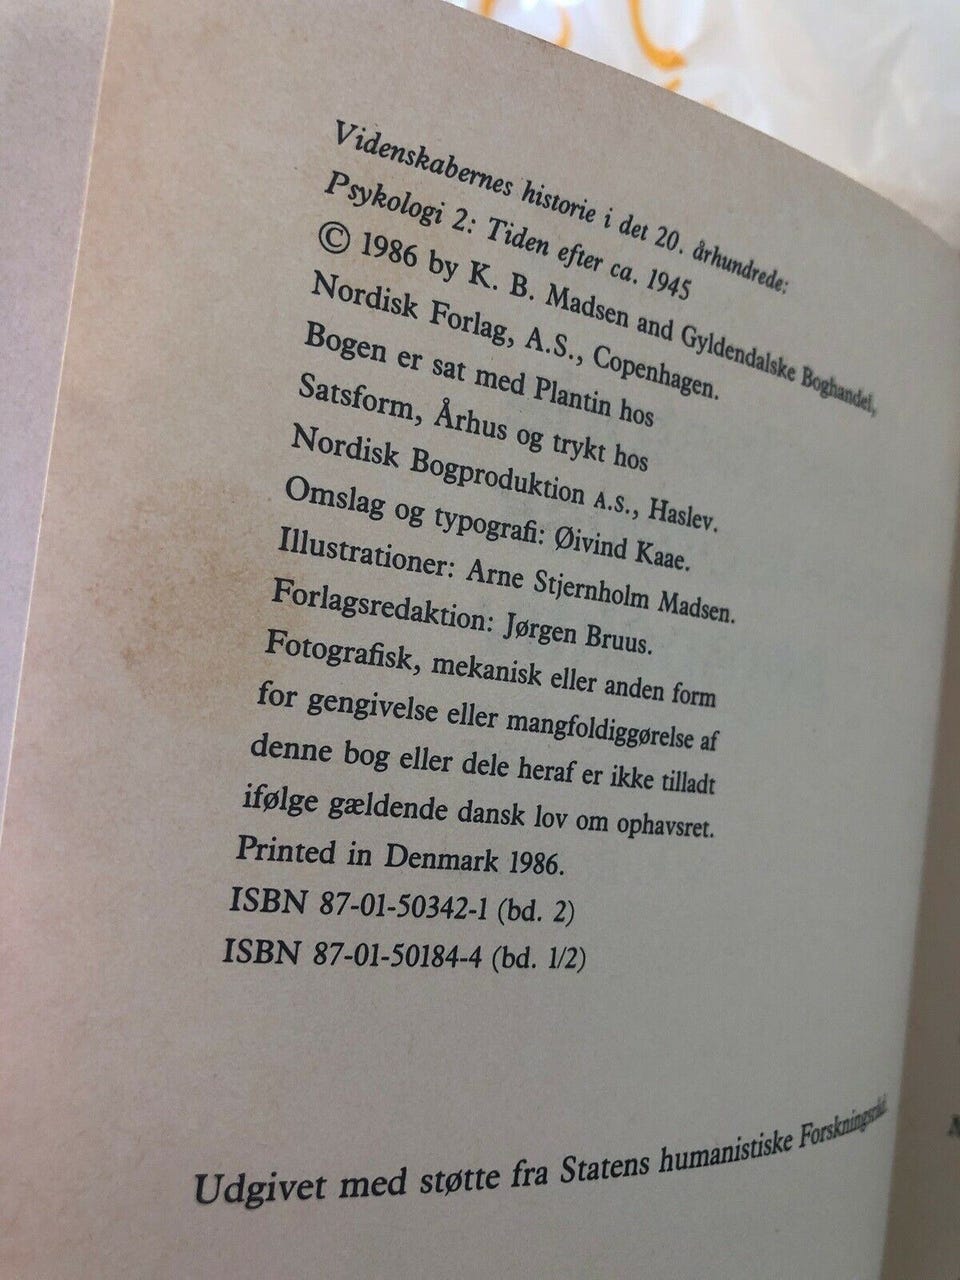 Videnskabernes historie i det 20. århundrede:
Psykologi 2: Tiden efter ca. 1945
© 1986 by K. B. Madsen and Gyldendalske Boghandel,
Nordisk Forlag, A.S., Copenhagen.
Bogen er sat med Plantin hos
Satsform, Århus og trykt hos
Nordisk Bogproduktion A.S., Haslev.
Omslag og typografi: Øivind Kaae.
Illustrationer: Arne Stjernholm Madsen.
Forlagsredaktion: Jørgen Bruus.
Fotografisk, mekanisk eller anden form
for gengivelse eller mangfoldiggørelse af
denne bog eller dele heraf er ikke tilladt
ifølge gældende dansk lov om ophavsret.
Printed in Denmark 1986.
ISBN 87-01-50342-1 (bd. 2)
ISBN 87-01-50184-4 (bd. 1/2)
Udgivet med støtte fra Statens humanistiske Forskningsråd.